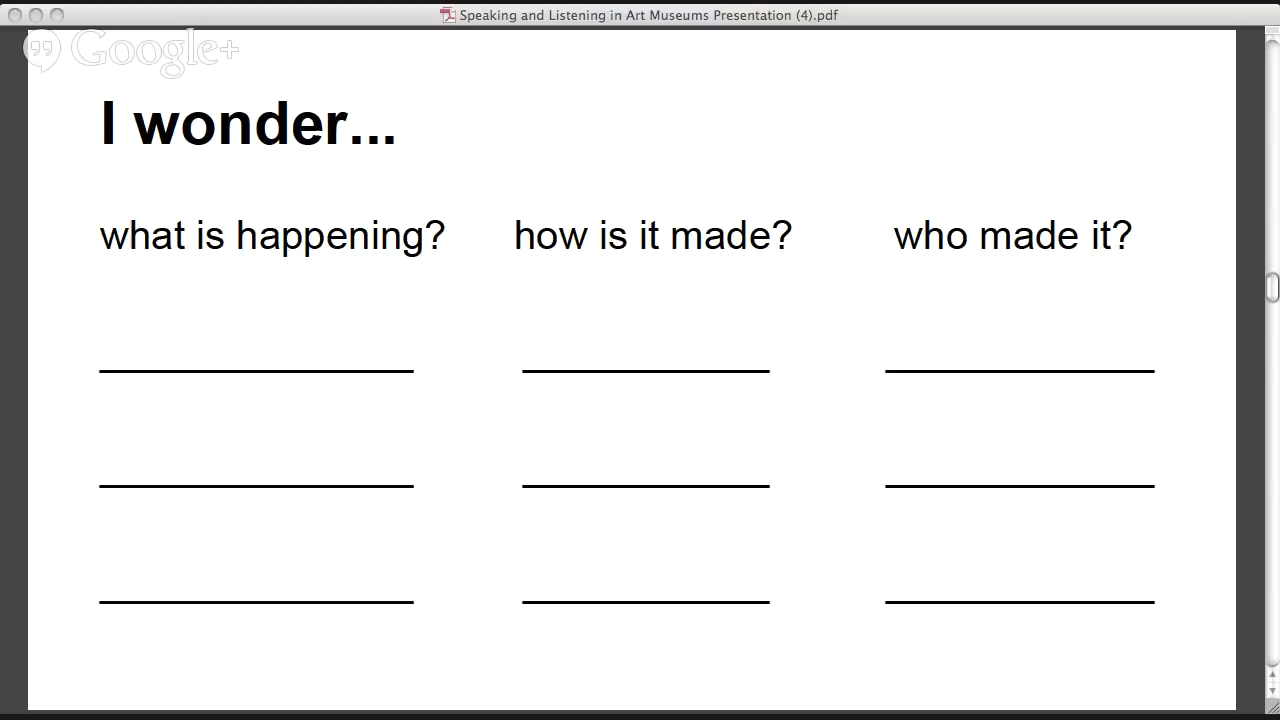 Speaking and Listening in Art Museums Presentation (4).pdf
Google+
I wonder...
what is happening? how is it made? who made it?